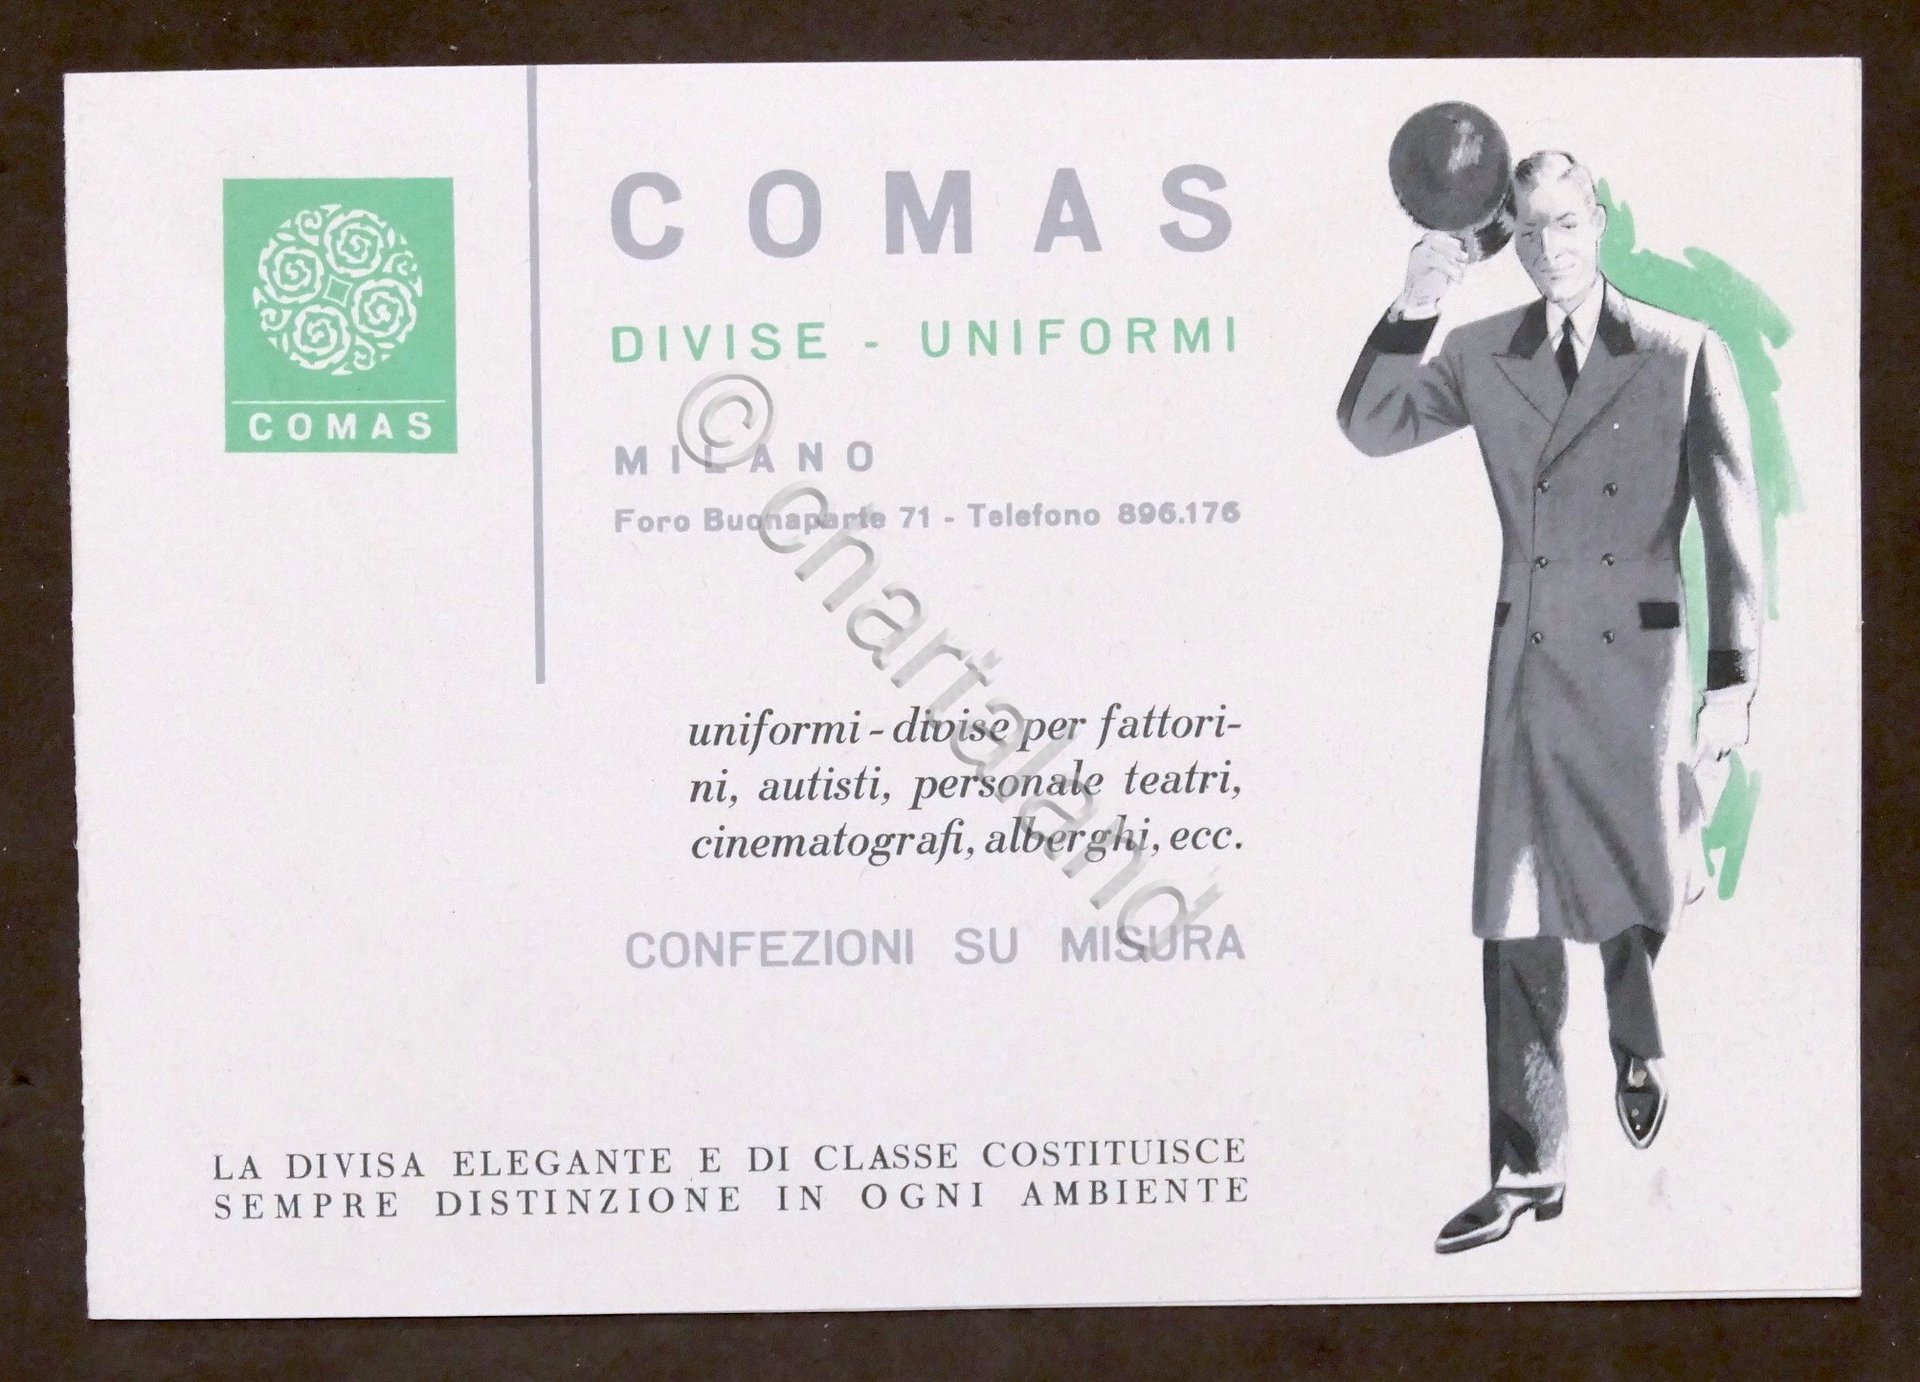 COMAS
COMAS
DIVISE - UNIFORMI
MILANO
Foro Buonaparte 71 - Telefono 896.176
uniformi - divise per fattori-
ni, autisti, personale teatri,
cinematografi, alberghi, ecc.
CONFEZIONI SU MISURA
LA DIVISA ELEGANTE E DI CLASSE COSTITUISCE
SEMPRE DISTINZIONE IN OGNI AMBIENTE
© chartaland